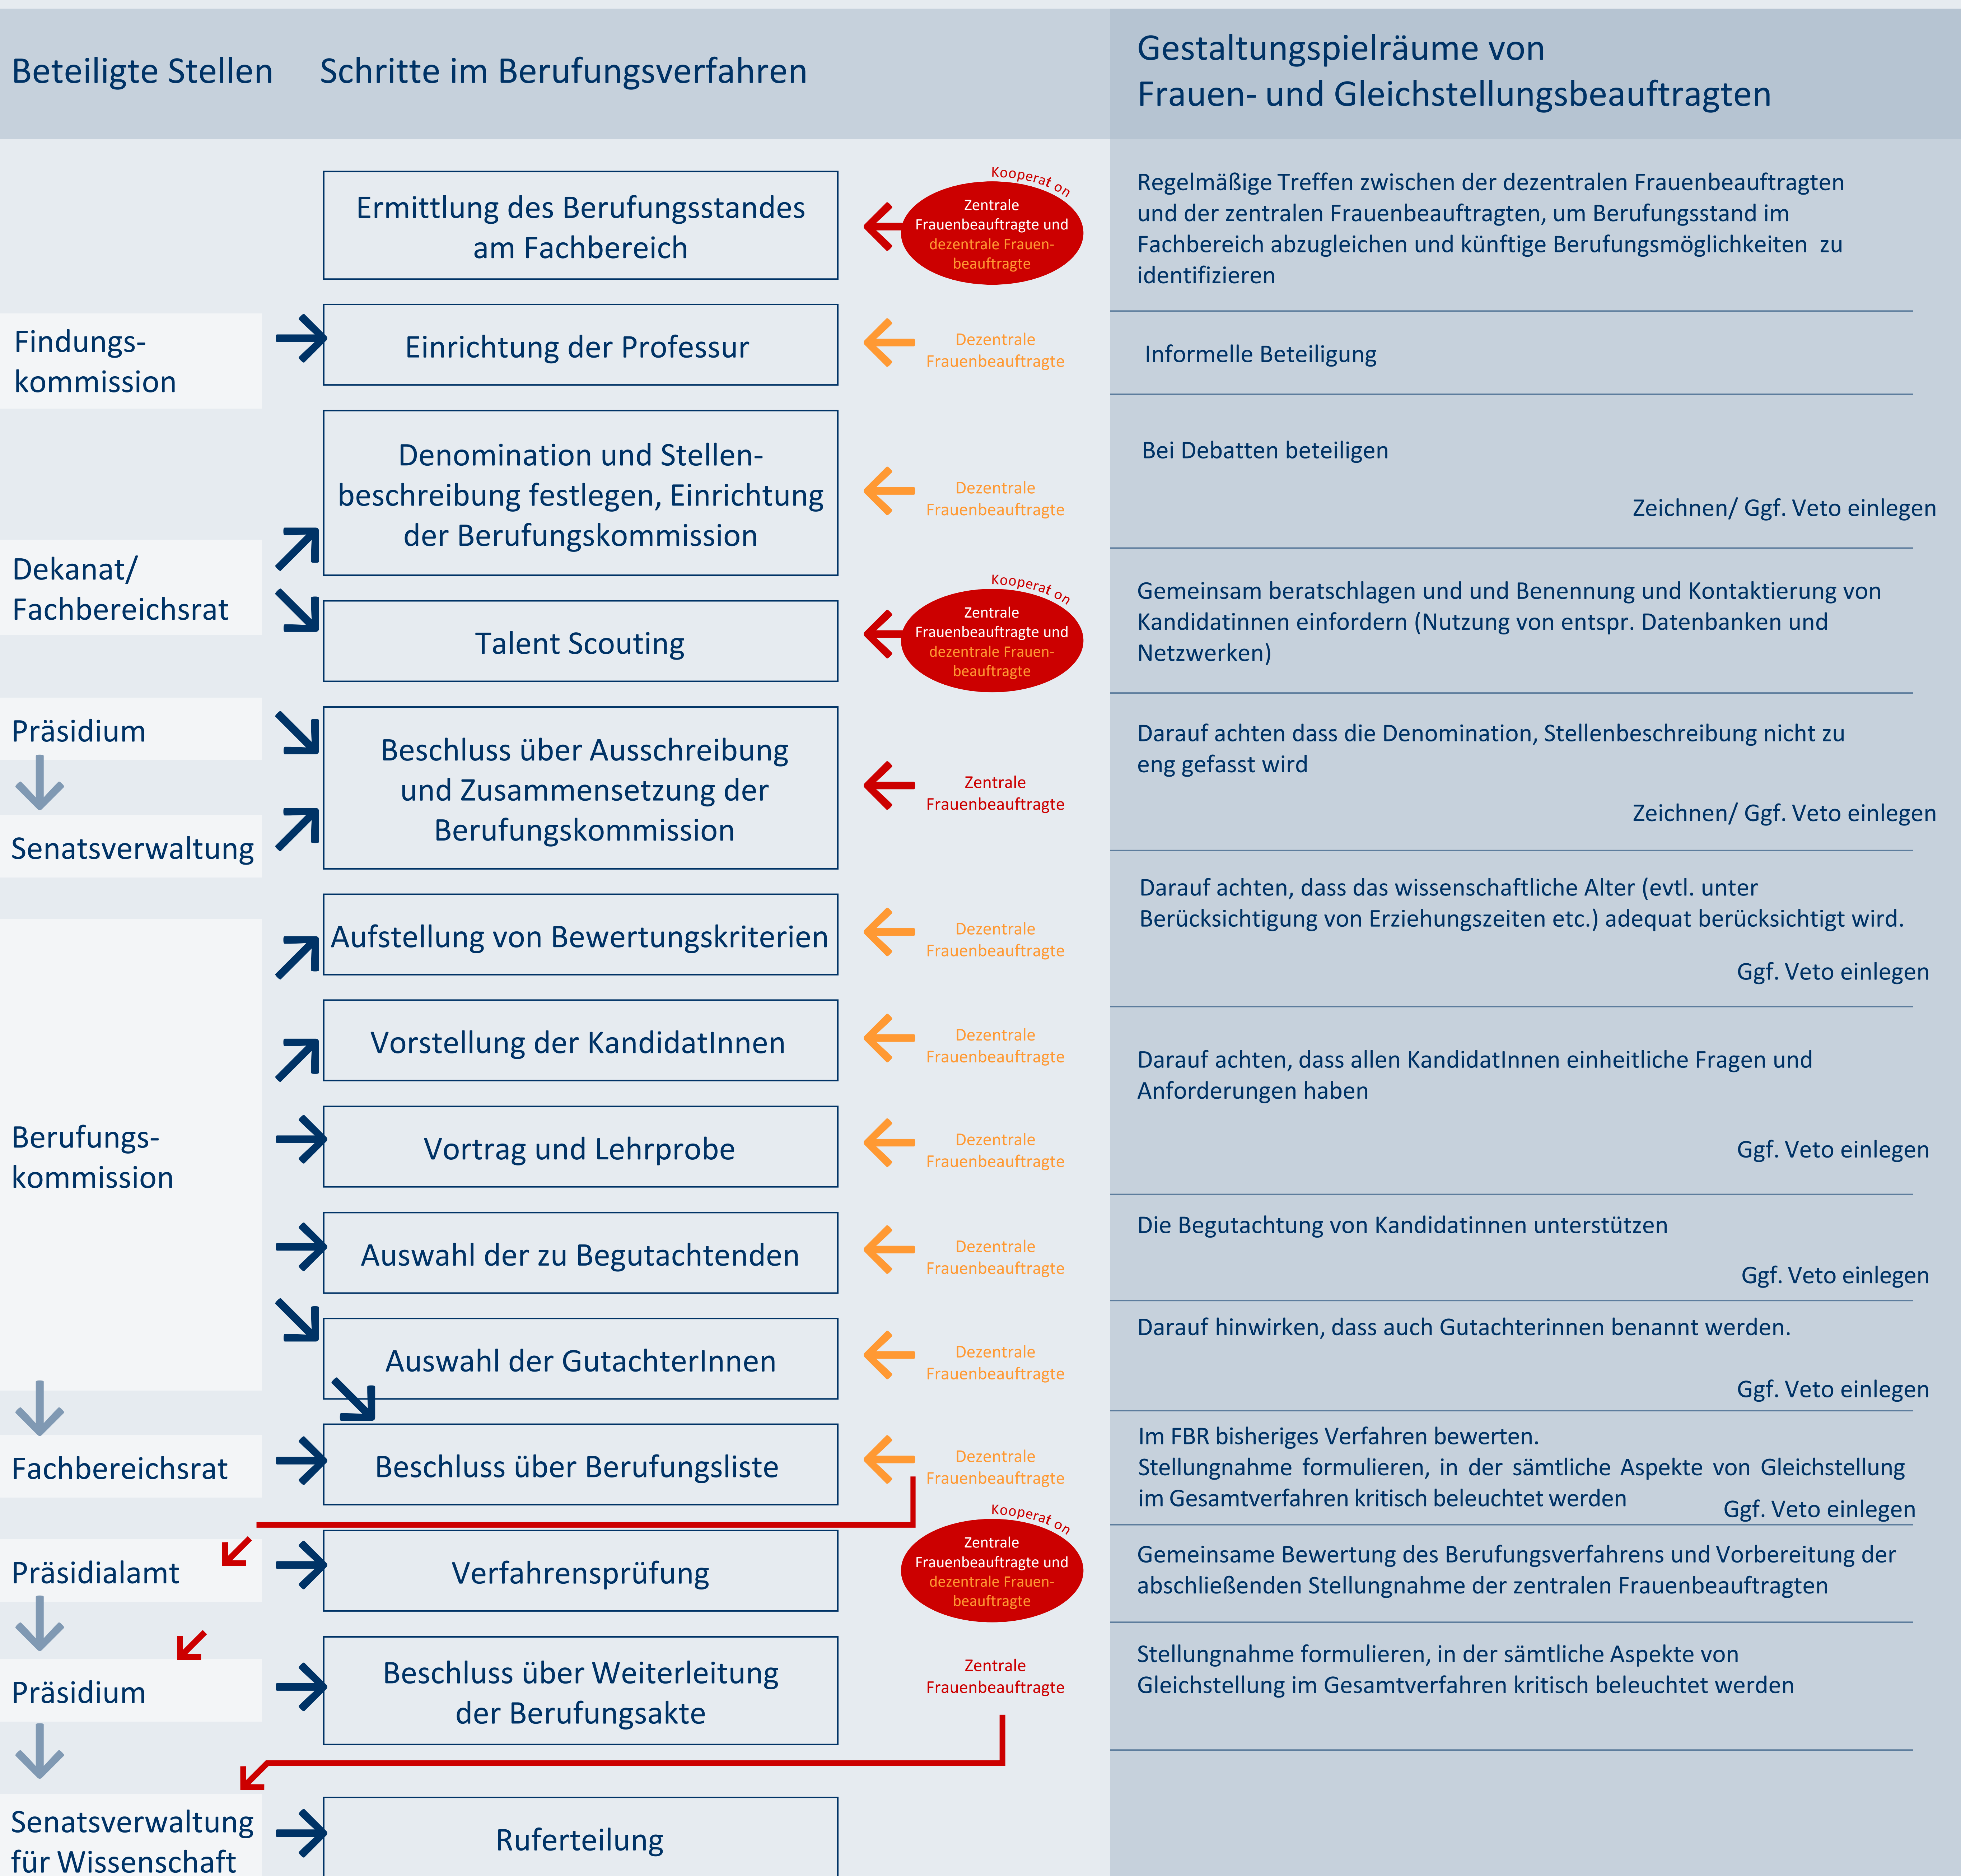 Beteiligte Stellen
Schritte im Berufungsverfahren
Gestaltungspielräume von
Frauen- und Gleichstellungsbeauftragten
Ermittlung des Berufungsstandes
am Fachbereich
Kooperat on
Zentrale
Frauenbeauftragte und
dezentrale Frauen-
beauftragte
Regelmäßige Treffen zwischen der dezentralen Frauenbeauftragten
und der zentralen Frauenbeauftragten, um Berufungsstand im
Fachbereich abzugleichen und künftige Berufungsmöglichkeiten zu
identifizieren
Findungs-
kommission
Einrichtung der Professur
Dezentrale
Frauenbeauftragte
Informelle Beteiligung
Denomination und Stellen-
beschreibung festlegen, Einrichtung
der Berufungskommission
Dezentrale
Frauenbeauftragte
Bei Debatten beteiligen
Zeichnen/ Ggf. Veto einlegen
Dekanat/
Fachbereichsrat
Talent Scouting
Kooperat on
Zentrale
Frauenbeauftragte und
dezentrale Frauen-
beauftragte
Gemeinsam beratschlagen und und Benennung und Kontaktierung von
Kandidatinnen einfordern (Nutzung von entspr. Datenbanken und
Netzwerken)
Präsidium
Senatsverwaltung
Beschluss über Ausschreibung
und Zusammensetzung der
Berufungskommission
Zentrale
Frauenbeauftragte
Darauf achten dass die Denomination, Stellenbeschreibung nicht zu
eng gefasst wird
Zeichnen/ Ggf. Veto einlegen
Berufungs-
kommission
Aufstellung von Bewertungskriterien
Dezentrale
Frauenbeauftragte
Darauf achten, dass das wissenschaftliche Alter (evtl. unter
Berücksichtigung von Erziehungszeiten etc.) adequat berücksichtigt wird.
Ggf. Veto einlegen
Vorstellung der KandidatInnen
Dezentrale
Frauenbeauftragte
Darauf achten, dass allen KandidatInnen einheitliche Fragen und
Anforderungen haben
Vortrag und Lehrprobe
Dezentrale
Frauenbeauftragte
Ggf. Veto einlegen
Auswahl der zu Begutachtenden
Dezentrale
Frauenbeauftragte
Die Begutachtung von Kandidatinnen unterstützen
Ggf. Veto einlegen
Auswahl der GutachterInnen
Dezentrale
Frauenbeauftragte
Darauf hinwirken, dass auch Gutachterinnen benannt werden.
Ggf. Veto einlegen
Fachbereichsrat
Beschluss über Berufungsliste
Dezentrale
Frauenbeauftragte
Im FBR bisheriges Verfahren bewerten.
Stellungnahme formulieren, in der sämtliche Aspekte von Gleichstellung
im Gesamtverfahren kritisch beleuchtet werden
Ggf. Veto einlegen
Präsidialamt
Verfahrensprüfung
Kooperat on
Zentrale
Frauenbeauftragte und
dezentrale Frauen-
beauftragte
Gemeinsame Bewertung des Berufungsverfahrens und Vorbereitung der
abschließenden Stellungnahme der zentralen Frauenbeauftragten
Präsidium
Beschluss über Weiterleitung
der Berufungsakte
Zentrale
Frauenbeauftragte
Stellungnahme formulieren, in der sämtliche Aspekte von
Gleichstellung im Gesamtverfahren kritisch beleuchtet werden
Senatsverwaltung
für Wissenschaft
Ruferteilung